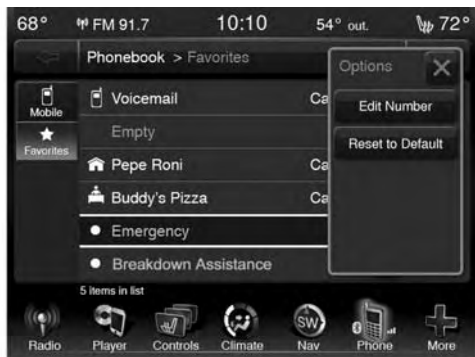 68° FM 91.7 10:10 54° out. 72°
Phonebook > Favorites
Options
Mobile
Voicemail Ca
Edit Number
Favorites
Empty
Reset to Default
Pepe Roni Ca
Buddy's Pizza Ca
Emergency
Breakdown Assistance
5 items in list
SW
Radio Player Controls Climate Nav Phone More